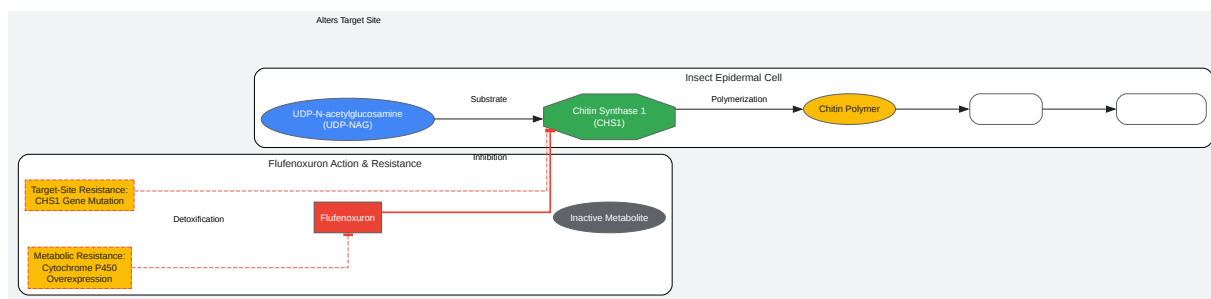 Alters Target Site
Insect Epidermal Cell
UDP-N-acetylglucosamine
(UDP-NAG)
Substrate
Chitin Synthase 1
(CHS1)
Polymerization
Chitin Polymer
Inhibition
Flufenoxuron Action & Resistance
Target-Site Resistance:
CHS1 Gene Mutation
Detoxification
Flufenoxuron
Inactive Metabolite
Metabolic Resistance:
Cytochrome P450
Overexpression